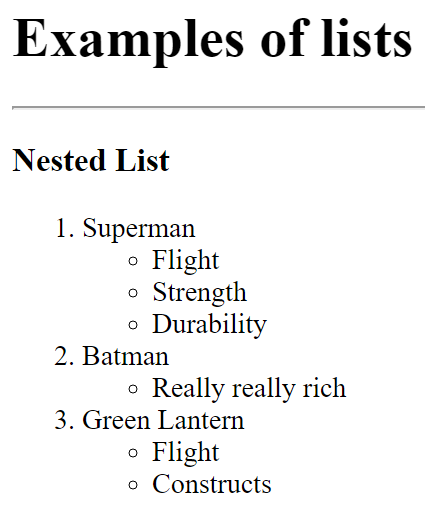 Examples of lists
Nested List
1. Superman
◦ Flight
◦ Strength
◦ Durability
2. Batman
◦ Really really rich
3. Green Lantern
◦ Flight
◦ Constructs